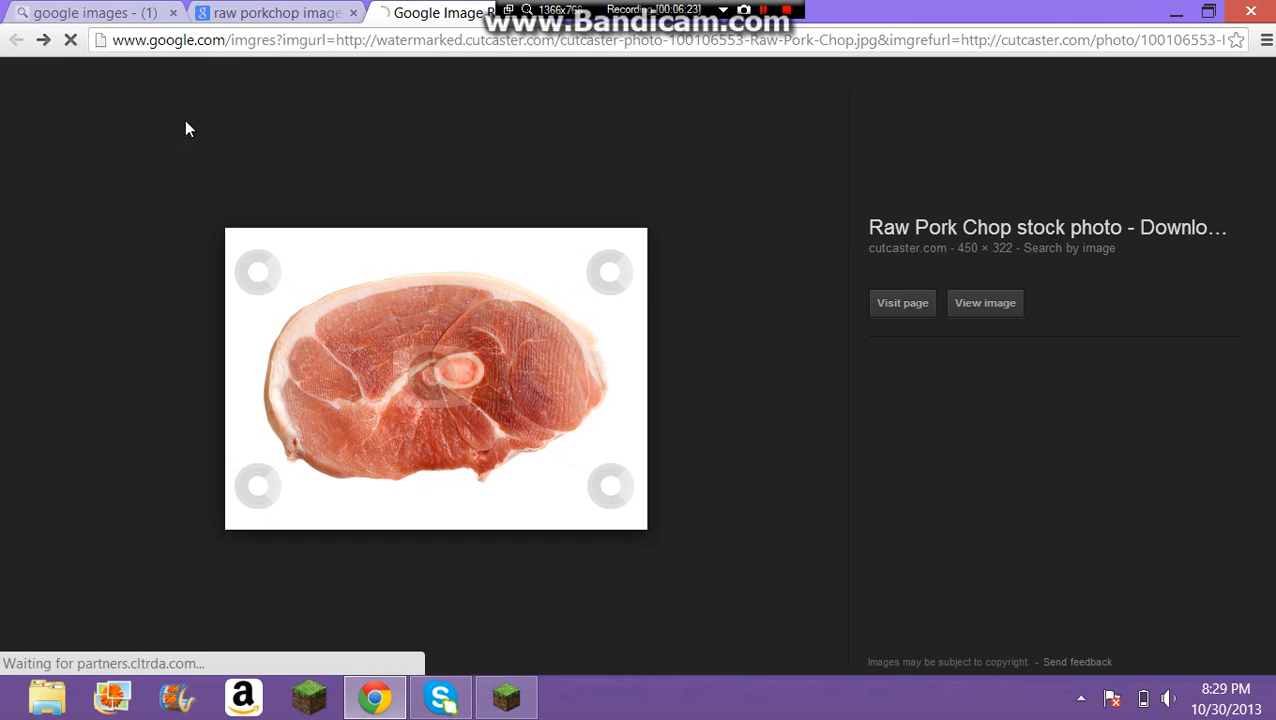 google images - (1)
raw porkchop image
Google Image R
1366x768
Recording [00:06:23]
www.Bandicam.com
www.google.com/imgres?imgurl=http://watermarked.cutcaster.com/cutcaster-photo-100106553-Raw-Pork-Chop.jpg&imgrefurl=http://cutcaster.com/photo/100106553-
Raw Pork Chop stock photo - Downlo...
cutcaster.com - 450 × 322 - Search by image
Visit page
View image
Images may be subject to copyright. - Send feedback
Waiting for partners.cltrda.com...
8:29 PM
10/30/2013